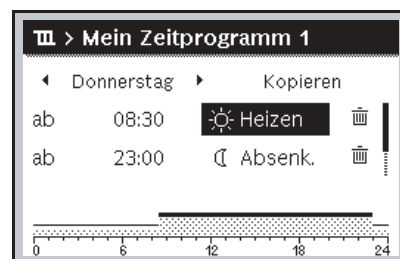 > Mein Zeitprogramm 1
Donnerstag Kopieren
ab 08:30 Heizen
ab 23:00 Absenk.
0 6 12 18 24